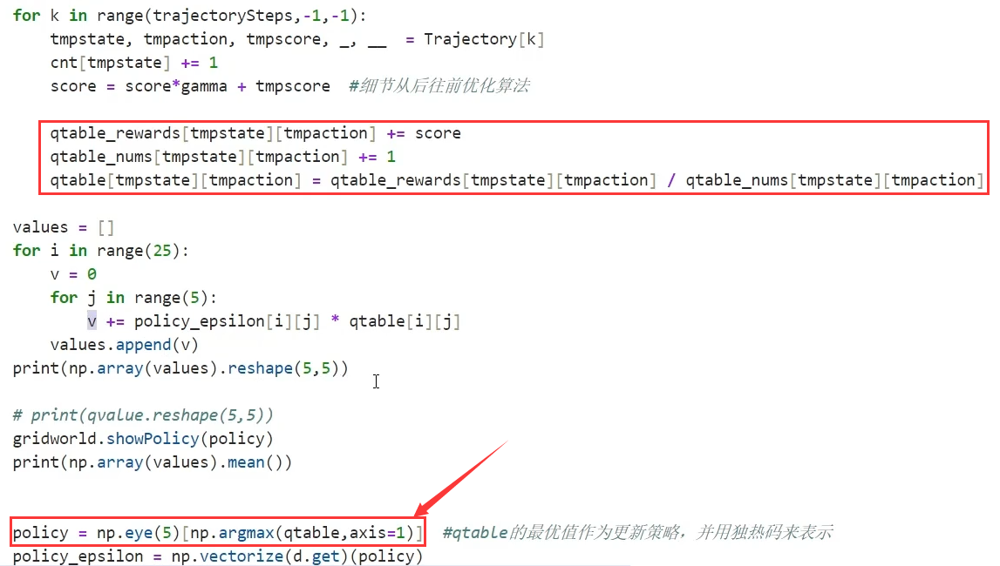 for k in range(trajectorySteps,-1,-1):
    tmpstate, tmpaction, tmpscore, _, __  = Trajectory[k]
    cnt[tmpstate] += 1
    score = score*gamma + tmpscore  #细节从后往前优化算法
    qtable_rewards[tmpstate][tmpaction] += score
    qtable_nums[tmpstate][tmpaction] += 1
    qtable[tmpstate][tmpaction] = qtable_rewards[tmpstate][tmpaction] / qtable_nums[tmpstate][tmpaction]
values = []
for i in range(25):
    v = 0
    for j in range(5):
        v += policy_epsilon[i][j] * qtable[i][j]
    values.append(v)
print(np.array(values).reshape(5,5))
# print(qvalue.reshape(5,5))
gridworld.showPolicy(policy)
print(np.array(values).mean())
policy = np.eye(5)[np.argmax(qtable,axis=1)]  #qtable的最优值作为更新策略，并用独热码来表示
policy_epsilon = np.vectorize(d.get)(policy)